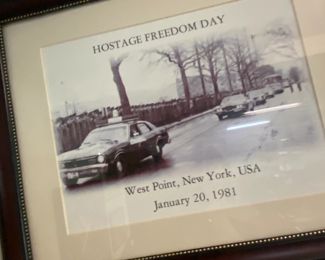 HOSTAGE FREEDOM DAY
West Point, New York, USA
January 20, 1981